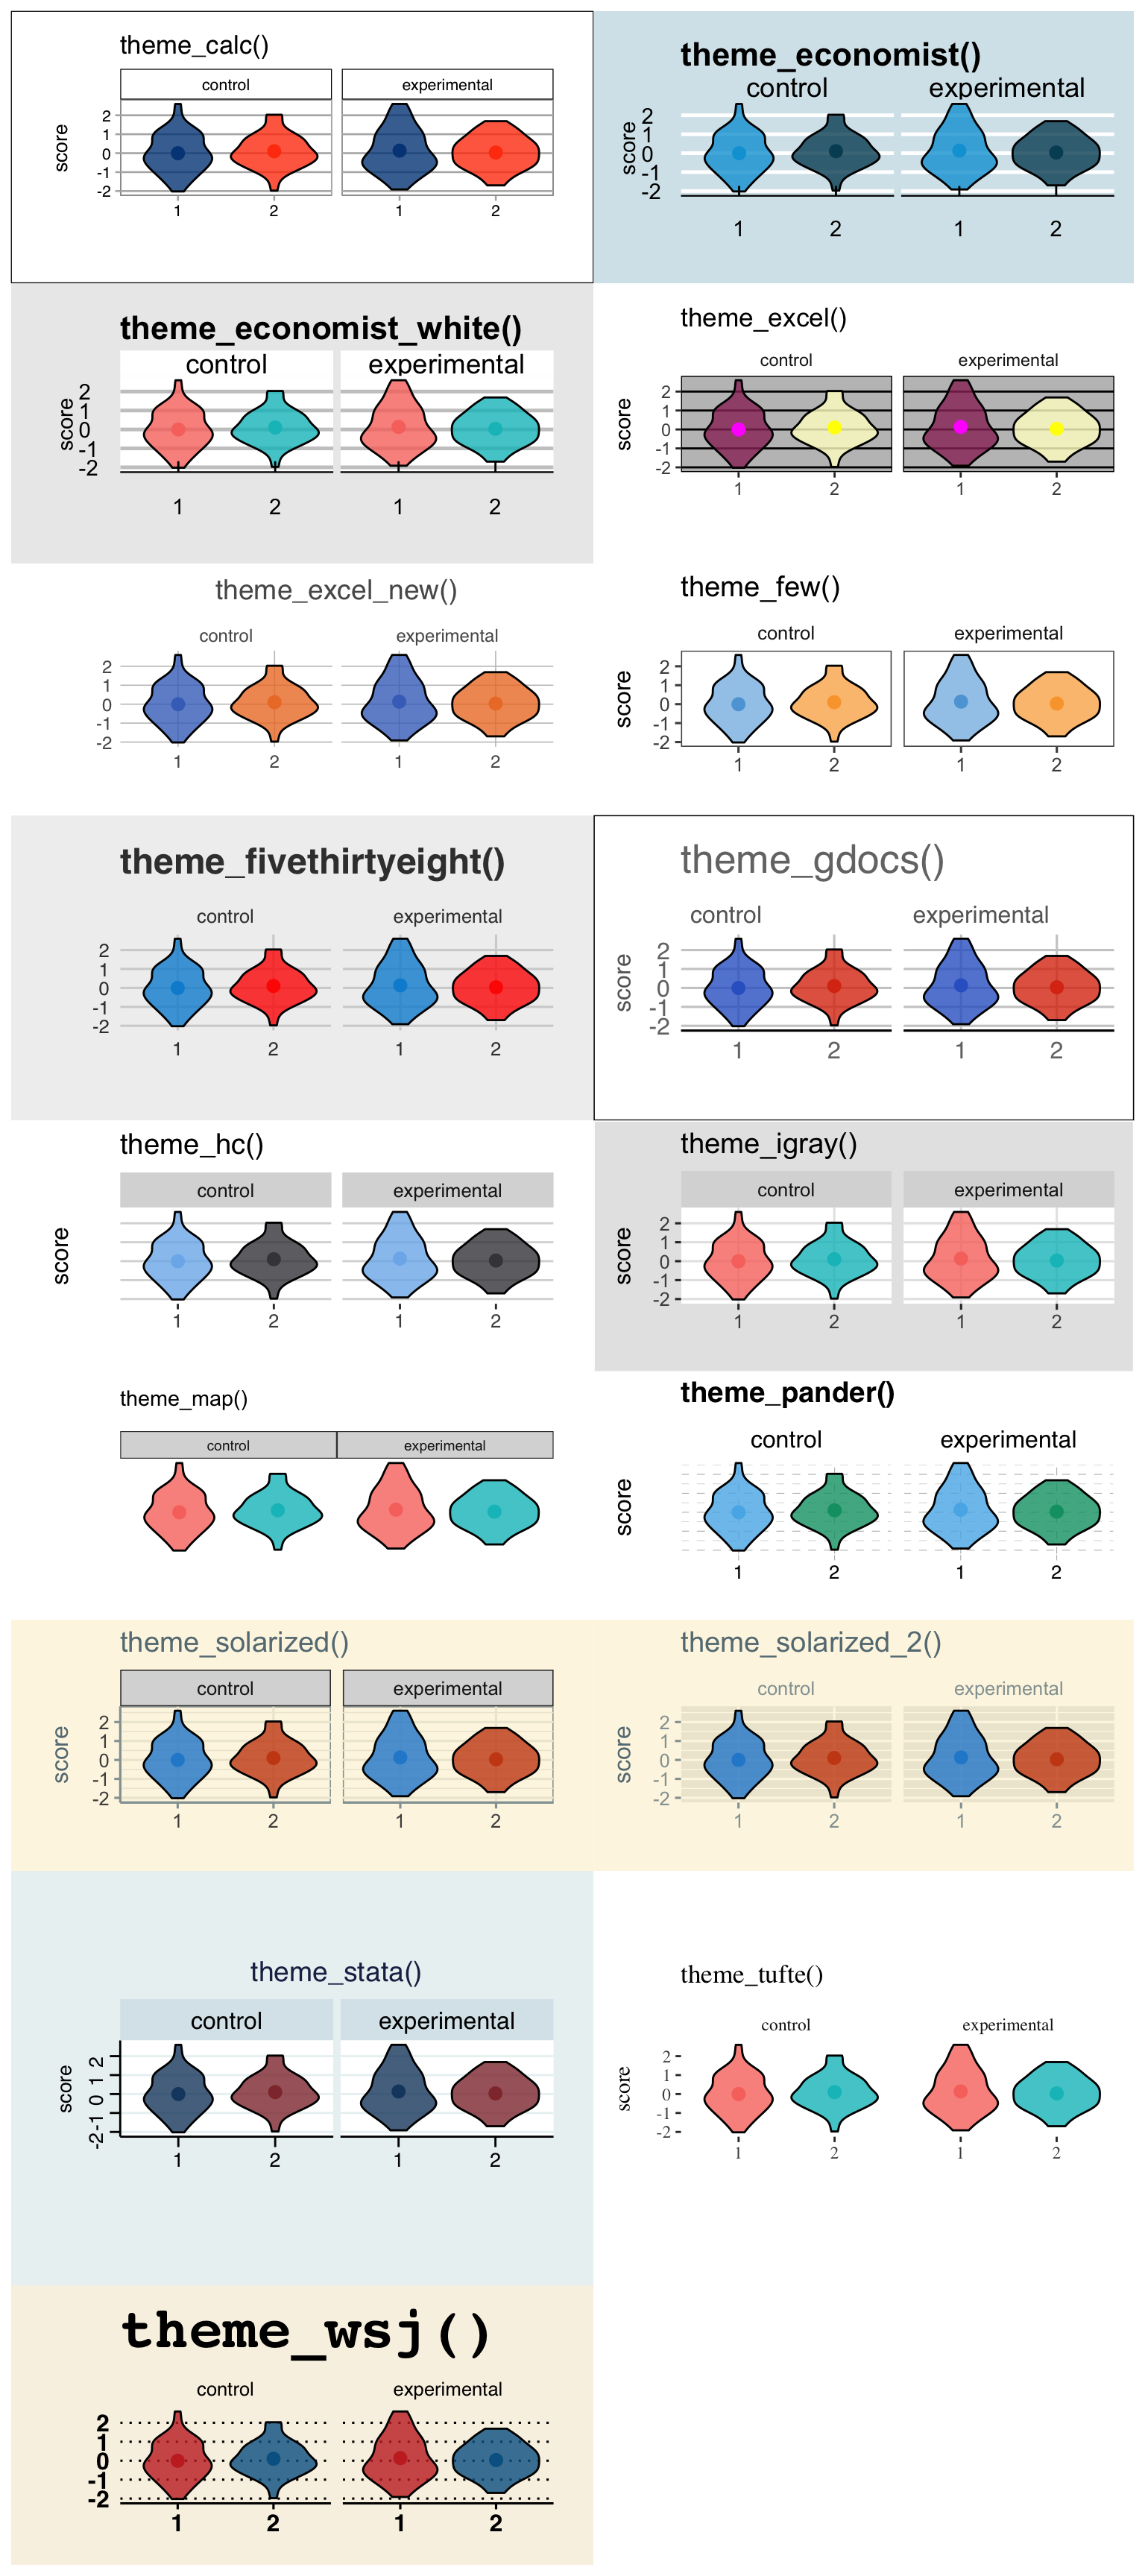 theme_calc()
control experimental
score
2
1
0
-1
-2
1 2 1 2
theme_economist()
control experimental
score
2
1
0
-1
-2
1 2 1 2
theme_economist_white()
control experimental
score
2
1
0
-1
-2
1 2 1 2
theme_excel()
control experimental
score
2
1
0
-1
-2
1 2 1 2
theme_excel_new()
control experimental
2
1
0
-1
-2
1 2 1 2
theme_few()
control experimental
score
2
1
0
-1
-2
1 2 1 2
theme_fivethirtyeight()
control experimental
2
1
0
-1
-2
1 2 1 2
theme_gdocs()
control experimental
score
2
1
0
-1
-2
1 2 1 2
theme_hc()
control experimental
score
1 2 1 2
theme_igray()
control experimental
score
2
1
0
-1
-2
1 2 1 2
theme_map()
control experimental
theme_pander()
control experimental
score
1 2 1 2
theme_solarized()
control experimental
score
2
1
0
-1
-2
1 2 1 2
theme_solarized_2()
control experimental
score
2
1
0
-1
-2
1 2 1 2
theme_stata()
control experimental
score
-2 -1 0 1 2
1 2 1 2
theme_tufte()
control experimental
score
2
1
0
-1
-2
1 2 1 2
theme_wsj()
control experimental
2
1
0
-1
-2
1 2 1 2